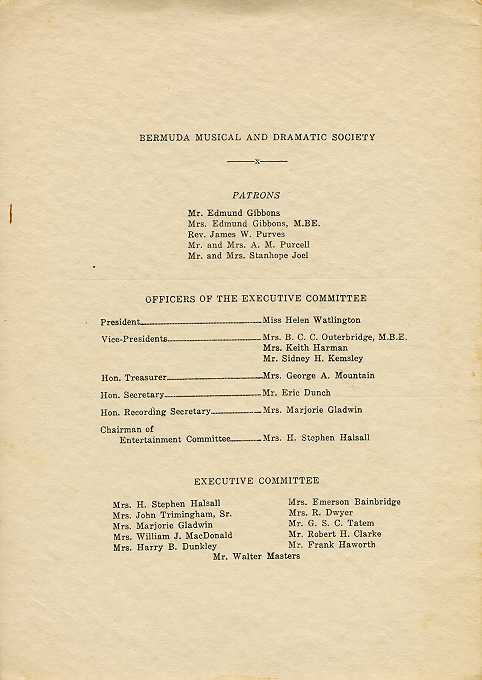 BERMUDA MUSICAL AND DRAMATIC SOCIETY
x
PATRONS
Mr. Edmund Gibbons
Mrs. Edmund Gibbons, M.BE.
Rev. James W. Purves
Mr. and Mrs. A. M. Purcell
Mr. and Mrs. Stanhope Joel
OFFICERS OF THE EXECUTIVE COMMITTEE
President Miss Helen Watlington
Vice-Presidents Mrs. B. C. C. Outerbridge, M.B.E.
Mrs. Keith Harman
Mr. Sidney H. Kemsley
Hon. Treasurer Mrs. George A. Mountain
Hon. Secretary Mr. Eric Dunch
Hon. Recording Secretary Mrs. Marjorie Gladwin
Chairman of
Entertainment Committee Mrs. H. Stephen Halsall
EXECUTIVE COMMITTEE
Mrs. H. Stephen Halsall
Mrs. John Trimingham, Sr.
Mrs. Marjorie Gladwin
Mrs. William J. MacDonald
Mrs. Harry B. Dunkley
Mrs. Emerson Bainbridge
Mrs. R. Dwyer
Mr. G. S. C. Tatem
Mr. Robert H. Clarke
Mr. Frank Haworth
Mr. Walter Masters